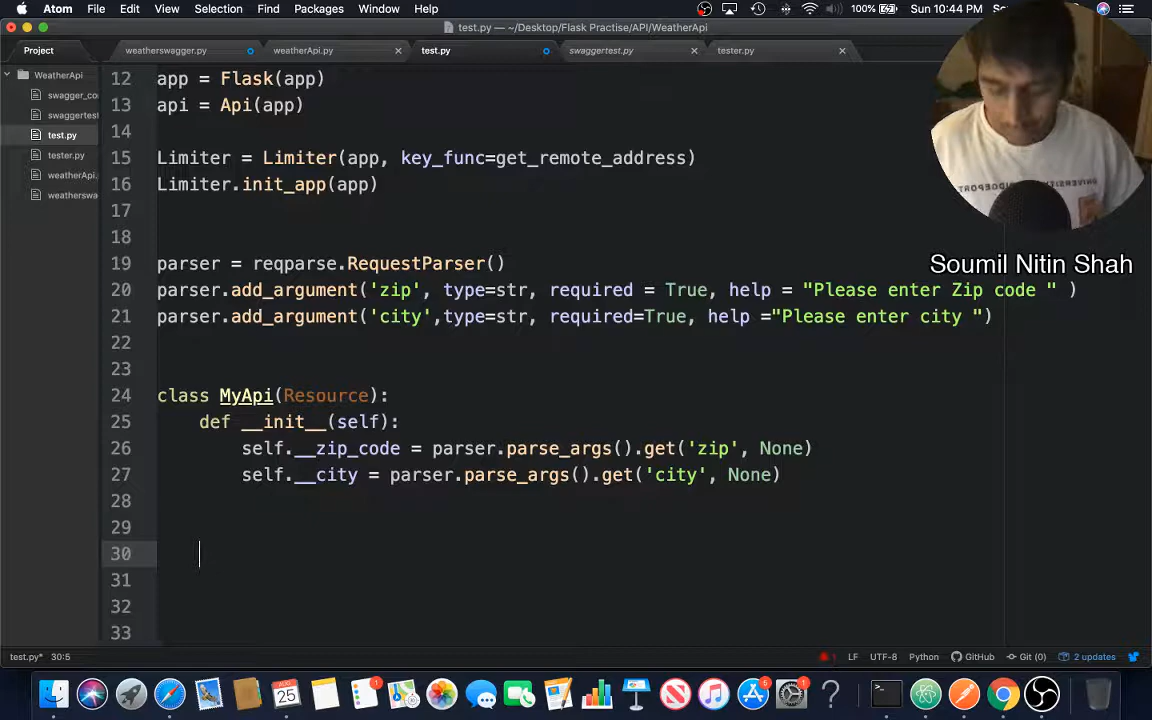 Atom File Edit View Selection Find Packages Window Help 100% Sun 10:44 PM
test.py — ~/Desktop/Flask Practise/API/WeatherApi
Project weatherswagger.py weatherApi.py test.py swaggertest.py tester.py
WeatherApi
swagger_co
swaggertest
test.py
tester.py
weatherApi.
weatherswa
12 app = Flask(app)
13 api = Api(app)
14
15 Limiter = Limiter(app, key_func=get_remote_address)
16 Limiter.init_app(app)
17
18
19 parser = reqparse.RequestParser()
20 parser.add_argument('zip', type=str, required = True, help = "Please enter Zip code " )
21 parser.add_argument('city',type=str, required=True, help ="Please enter city ")
22
23
24 class MyApi(Resource):
25 def __init__(self):
26 self.__zip_code = parser.parse_args().get('zip', None)
27 self.__city = parser.parse_args().get('city', None)
28
29
30
31
32
33
Soumil Nitin Shah
test.py* 30:5 1 LF UTF-8 Python GitHub Git (0) 2 updates